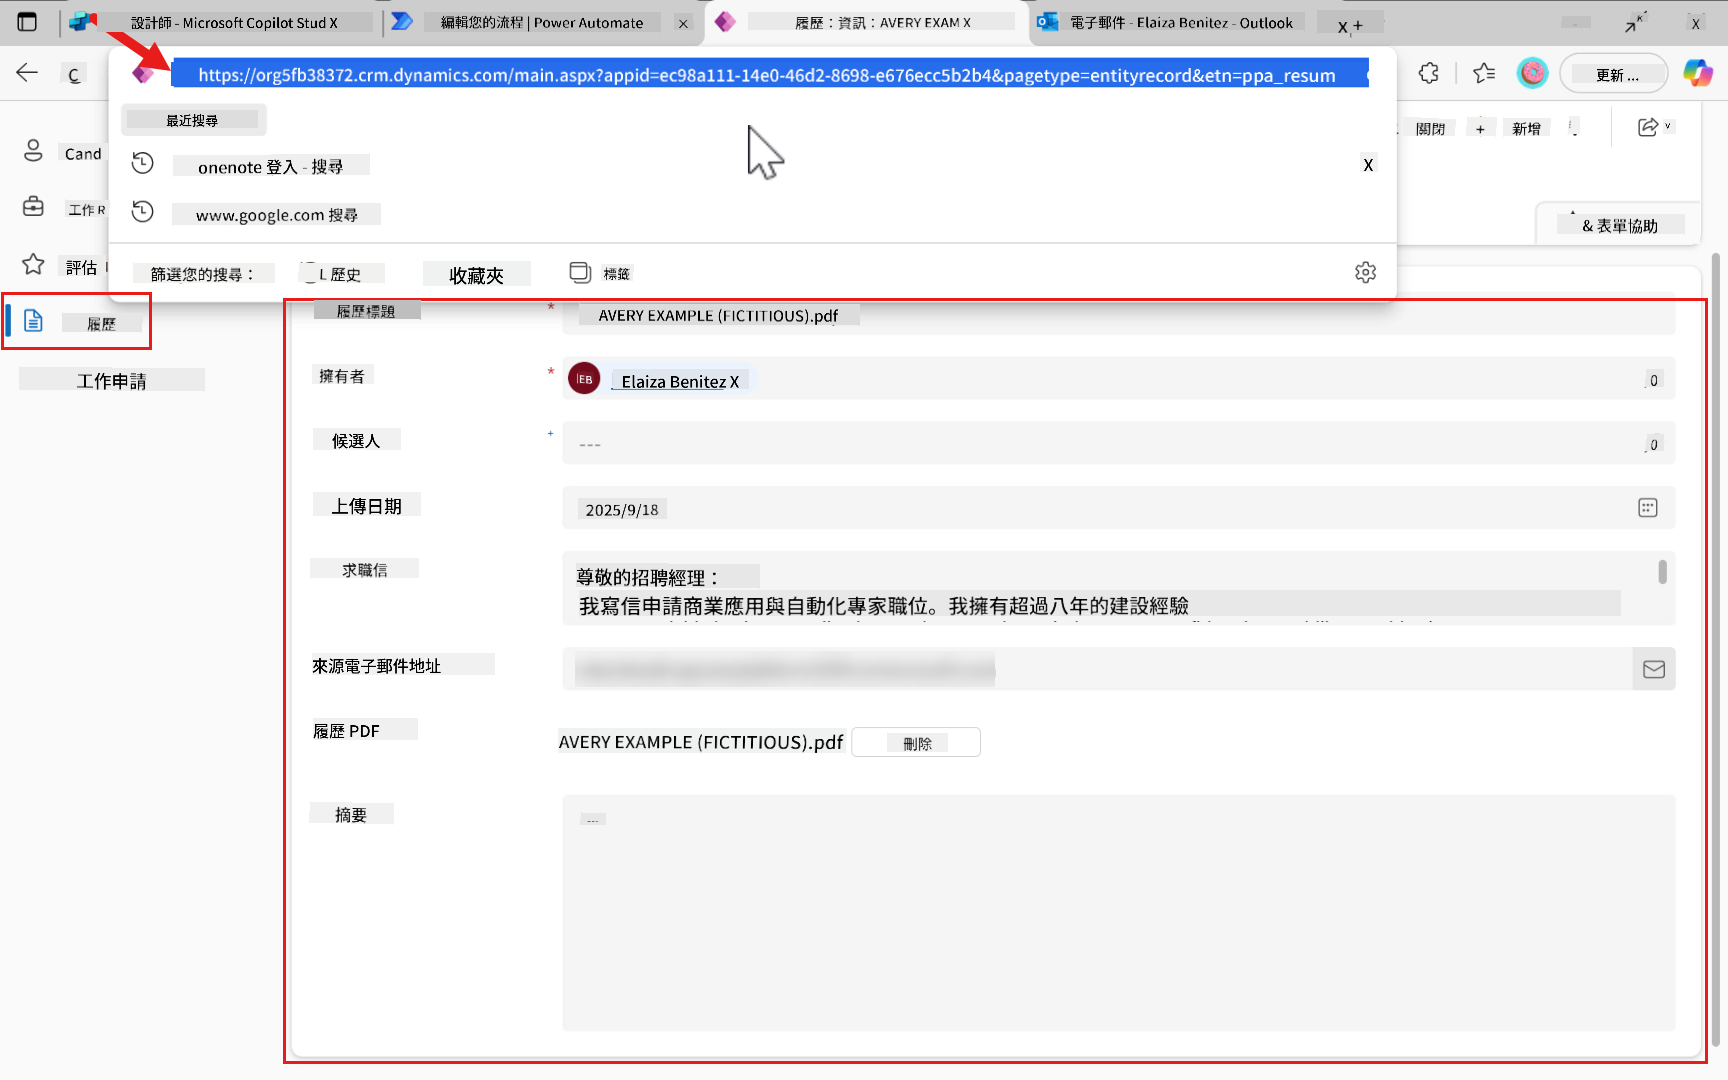 設計師 - Microsoft Copilot Stud X
編輯您的流程 | Power Automate
履歷：資訊：AVERY EXAM X
電子郵件 - Elaiza Benitez - Outlook
https://org5fb38372.crm.dynamics.com/main.aspx?appid=ec98a111-14e0-46d2-8698-e676ecc5b2b4&pagetype=entityrecord&etn=ppa_resum
更新 ...
最近搜尋
onenote 登入 - 搜尋
X
www.google.com 搜尋
篩選您的搜尋：
L 歷史
收藏夾
標籤
關閉
+ 新增
& 表單協助
Cand
工作 R
評估
履歷
工作申請
履歷標題
*
AVERY EXAMPLE (FICTITIOUS).pdf
擁有者
*
EB
Elaiza Benitez X
候選人
+
---
上傳日期
2025/9/18
求職信
尊敬的招聘經理：
我寫信申請商業應用與自動化專家職位。我擁有超過八年的建設經驗
來源電子郵件地址
履歷 PDF
AVERY EXAMPLE (FICTITIOUS).pdf
刪除
摘要
---